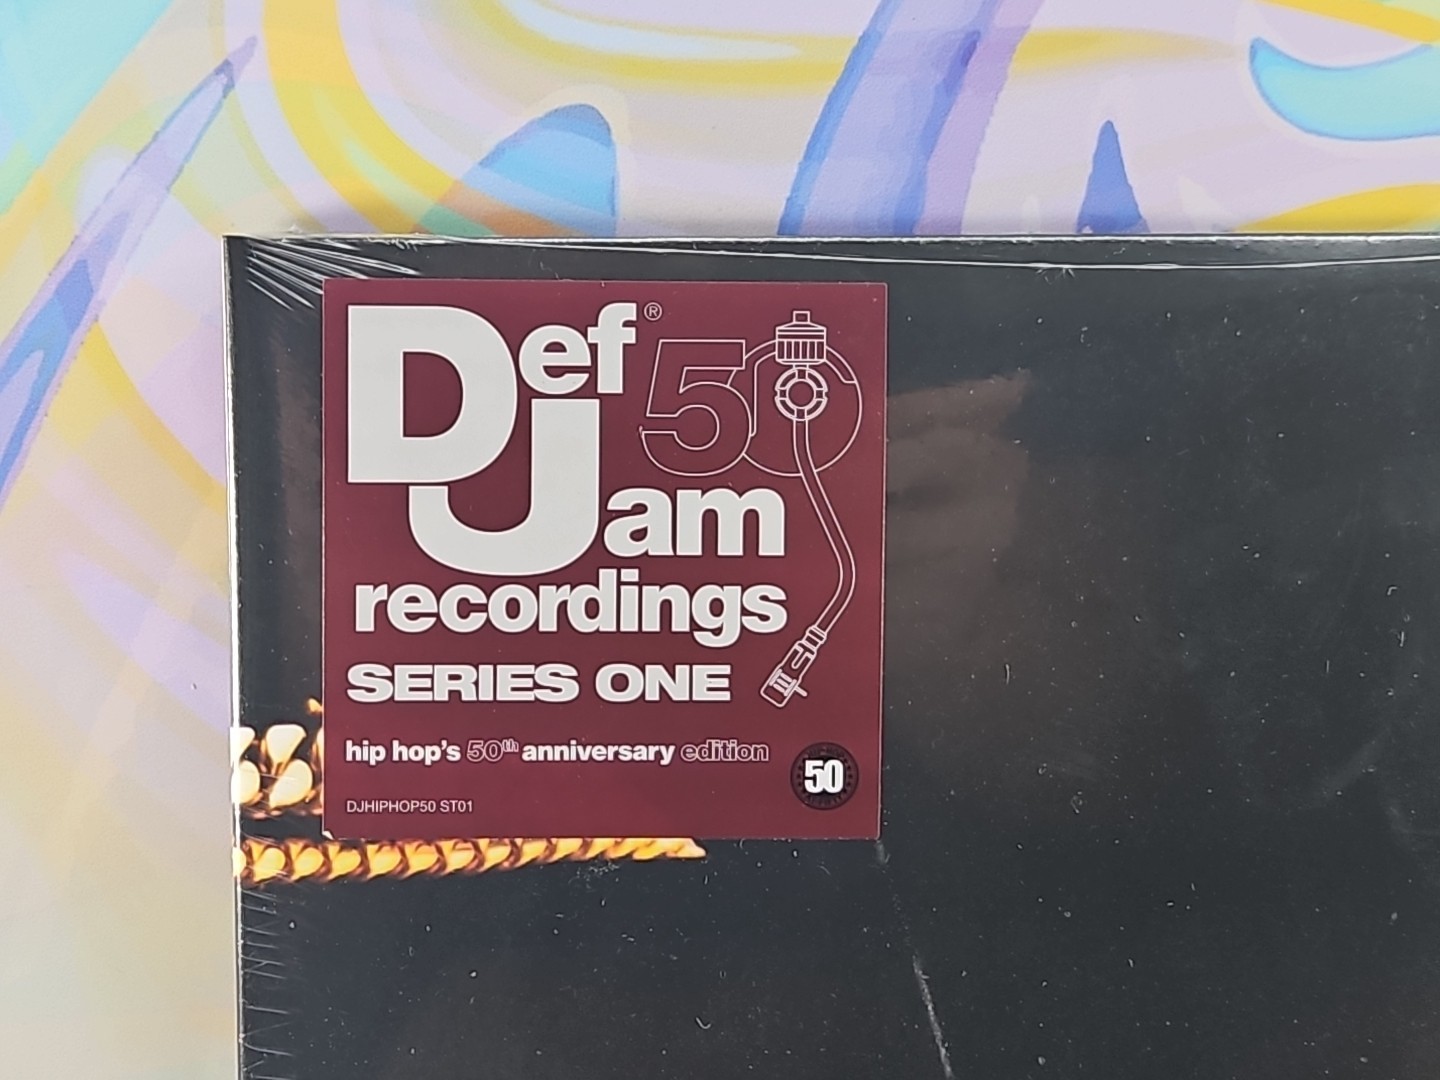 Def® 50
Jam
recordings
SERIES ONE
hip hop's 50th anniversary edition
50
DJHIPHOP50 ST01